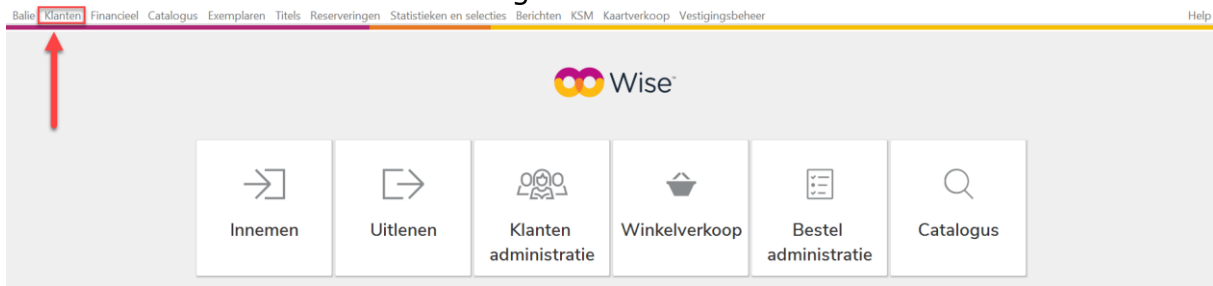 Balie Klanten Financieel Catalogus Exemplaren Titels Reserveringen Statistieken en selecties Berichten KSM Kaartverkoop Vestigingsbeheer Help
Wise
Innemen Uitlenen Klanten Winkelverkoop Bestel Catalogus
administratie administratie